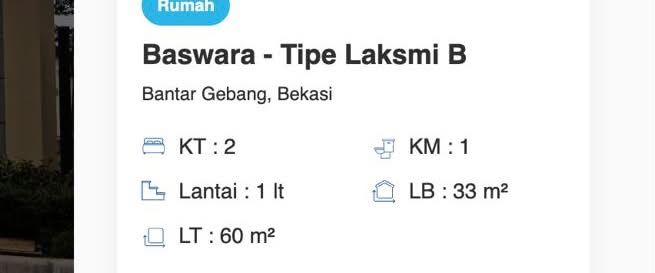 Rumah
Baswara - Tipe Laksmi B
Bantar Gebang, Bekasi
KT : 2
KM : 1
Lantai : 1 lt
LB : 33 m²
LT : 60 m²